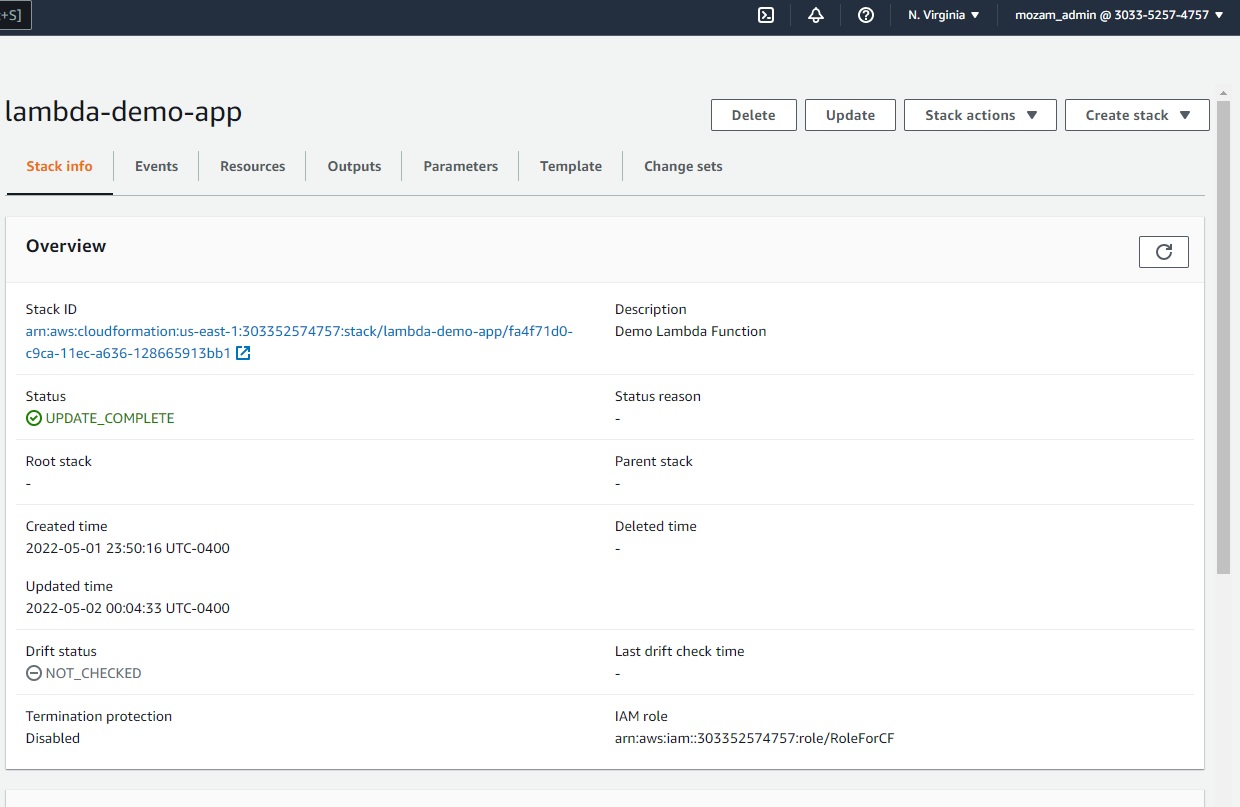 +S]
N. Virginia ▼
mozam_admin @ 3033-5257-4757 ▼
lambda-demo-app
Delete
Update
Stack actions ▼
Create stack ▼
Stack info
Events
Resources
Outputs
Parameters
Template
Change sets
Overview
Stack ID
arn:aws:cloudformation:us-east-1:303352574757:stack/lambda-demo-app/fa4f71d0-
c9ca-11ec-a636-128665913bb1
Description
Demo Lambda Function
Status
UPDATE_COMPLETE
Status reason
-
Root stack
-
Parent stack
-
Created time
2022-05-01 23:50:16 UTC-0400
Deleted time
-
Updated time
2022-05-02 00:04:33 UTC-0400
Drift status
NOT_CHECKED
Last drift check time
-
Termination protection
Disabled
IAM role
arn:aws:iam::303352574757:role/RoleForCF